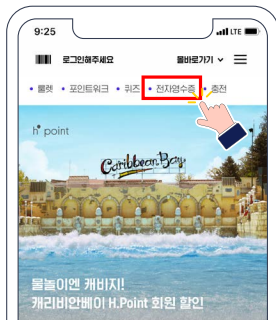 9:25 LTE
로그인해주세요 몰바로가기
• 룰렛 • 포인트워크 • 퀴즈 • 전자영수증 • 충전
h• point
Caribbean Bay
물놀이엔 캐비지!
캐리비안베이 H.Point 회원 할인